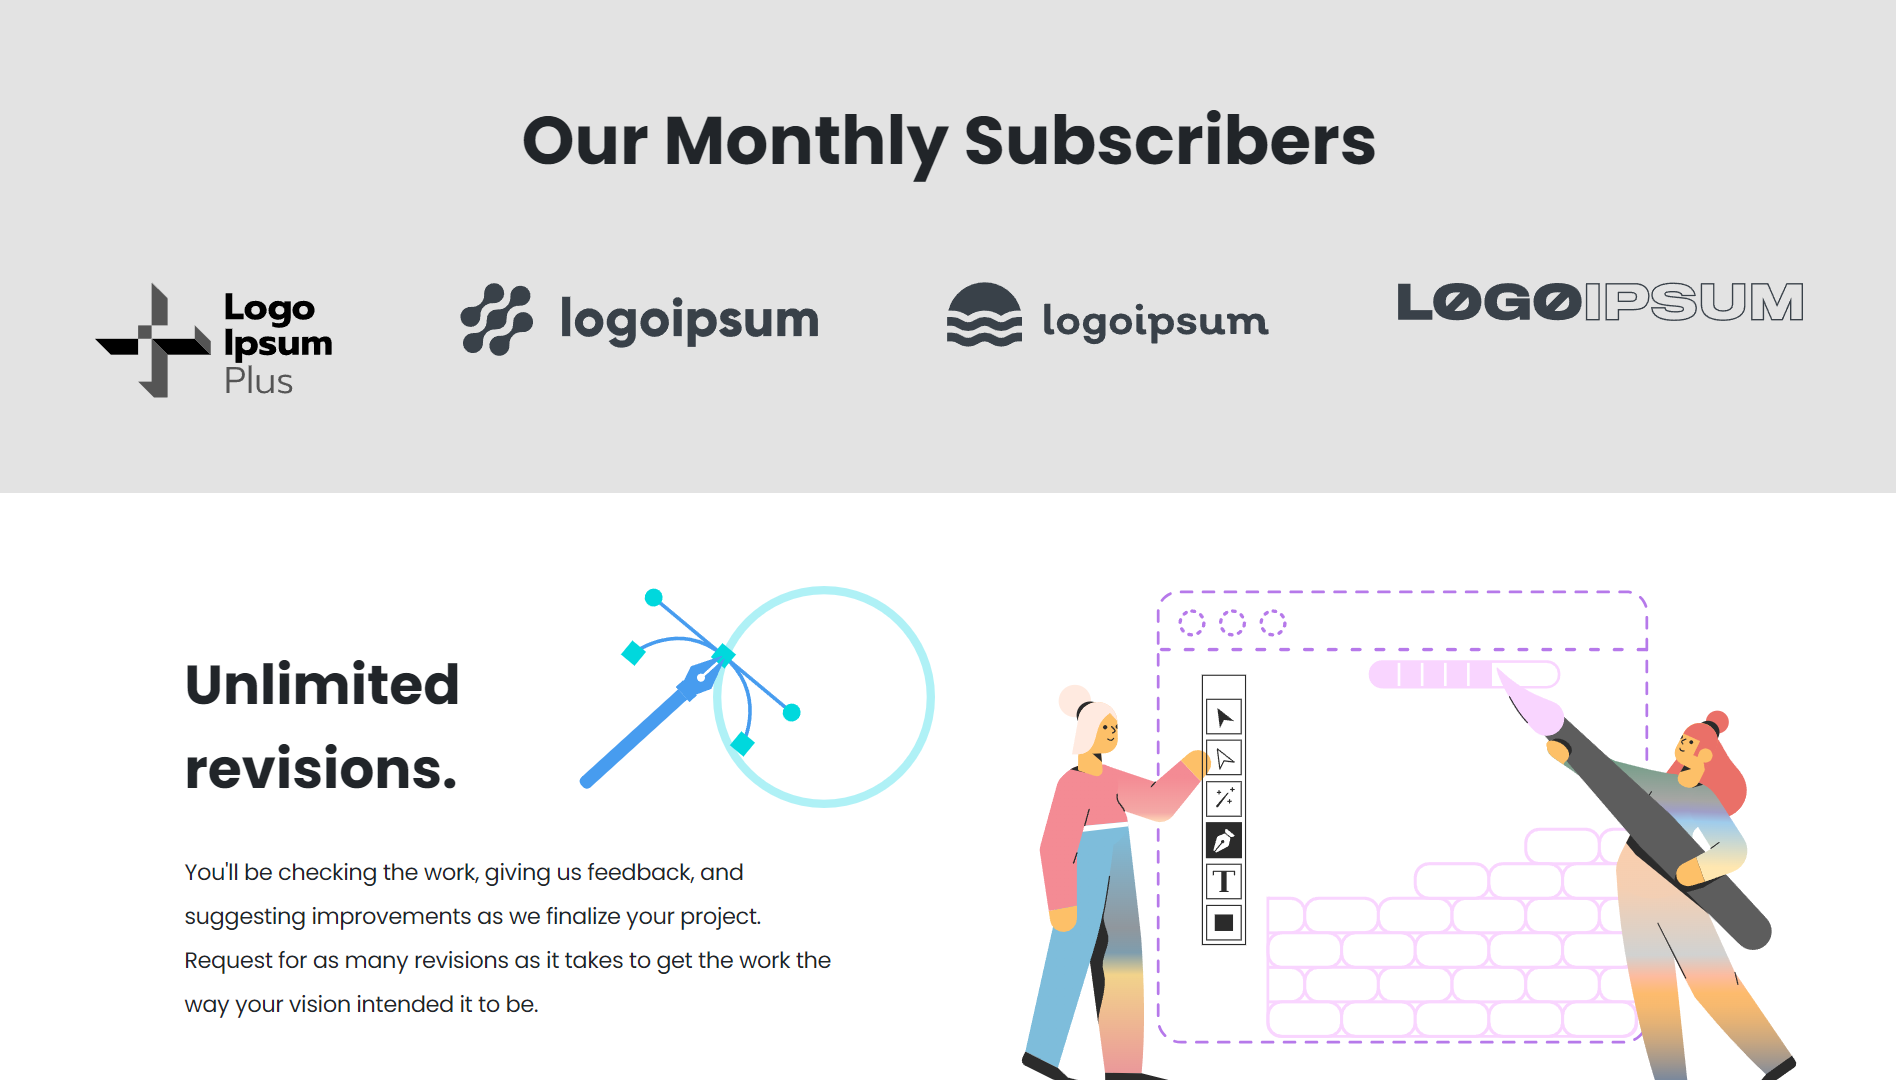 Our Monthly Subscribers
Logo
Ipsum
Plus
logoipsum
logoipsum
LOGOIPSUM
Unlimited
revisions.
You'll be checking the work, giving us feedback, and
suggesting improvements as we finalize your project.
Request for as many revisions as it takes to get the work the
way your vision intended it to be.
T